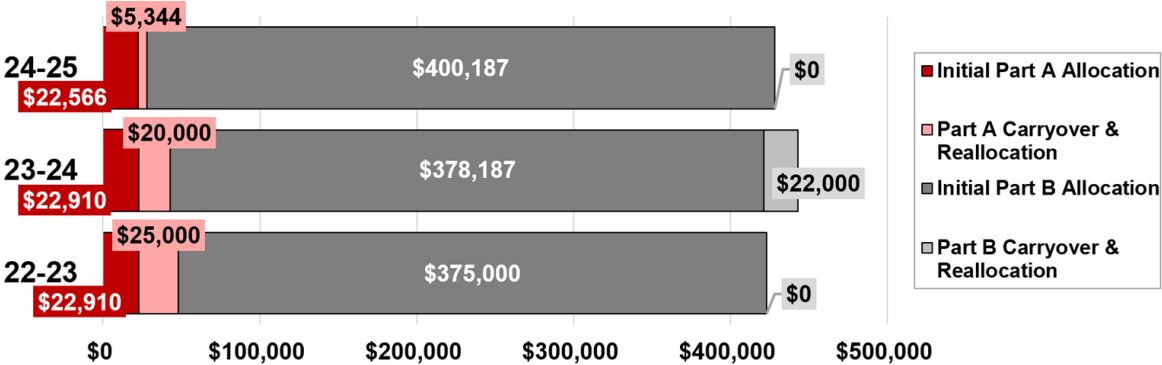 $5,344
24-25
$400,187
$0
$22,566
$20,000
23-24
$378,187
$22,000
$22,910
$25,000
22-23
$375,000
$0
$22,910
$0 $100,000 $200,000 $300,000 $400,000 $500,000
Initial Part A Allocation
Part A Carryover &
Reallocation
Initial Part B Allocation
Part B Carryover &
Reallocation